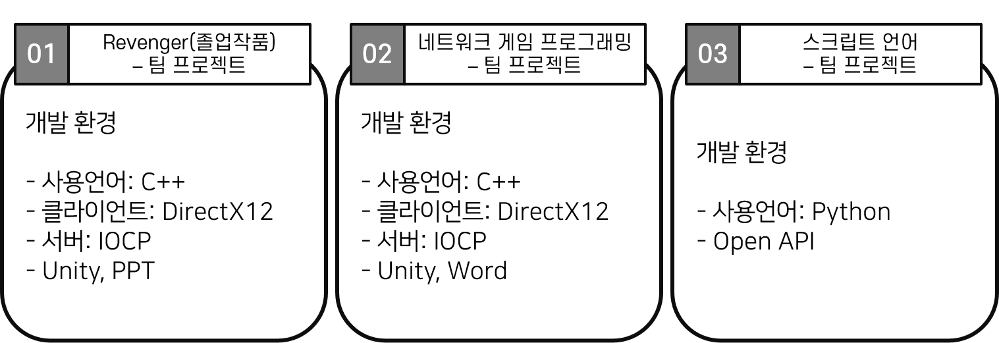 01
Revenger(졸업작품)
– 팀 프로젝트
개발 환경
- 사용언어: C++
- 클라이언트: DirectX12
- 서버: IOCP
- Unity, PPT
02
네트워크 게임 프로그래밍
– 팀 프로젝트
개발 환경
- 사용언어: C++
- 클라이언트: DirectX12
- 서버: IOCP
- Unity, Word
03
스크립트 언어
– 팀 프로젝트
개발 환경
- 사용언어: Python
- Open API